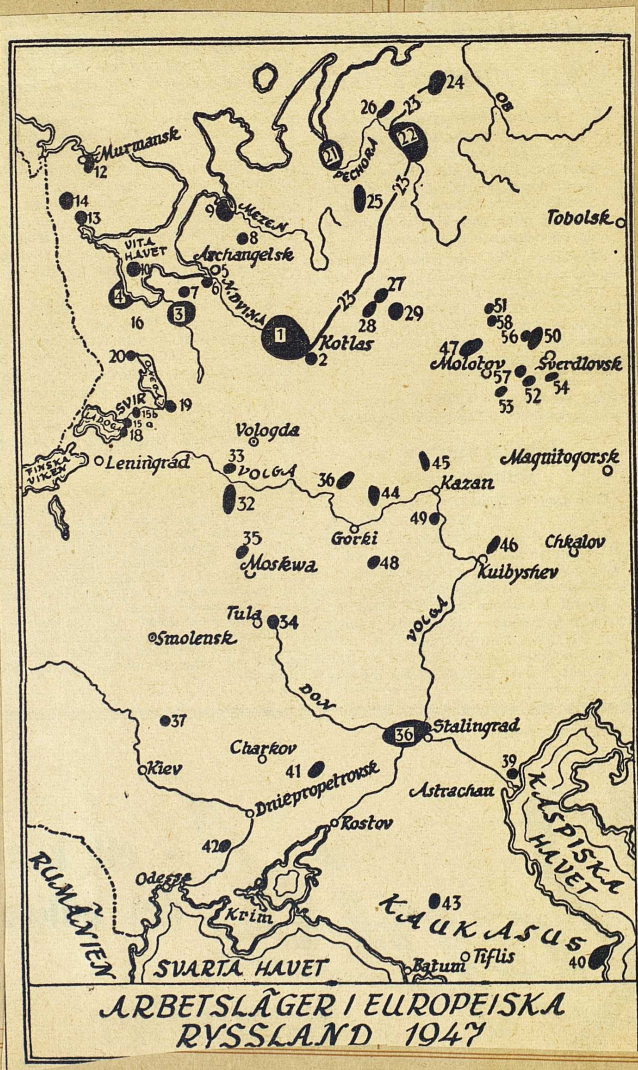 24
OB
26
23
22
21
PECHORA
23
25
Murmansk
12
14
13
9
MEZEN
8
Tobolsk
VITA
HAVET
10
Archangelsk
5
6
7
4
3
N. DVINA
16
23
27
28
29
1
Kotlas
2
51
58
56
50
47
Molotov
Sverdlovsk
57
52
54
53
20
SVIR
19
15b
15a
18
LADOGA
Vologda
FINSKA
VIKEN
Leningrad
33
VOLGA
32
36
44
45
Kazan
Magnitogorsk
Gorki
49
35
Moskwa
48
46
Kuibyshev
Chkalov
Tula
34
Smolensk
VOLGA
DON
37
36
Stalingrad
Kiev
Charkov
41
Dniepropetrovsk
39
Astrachan
KASPISKA
HAVET
Rostov
42
Odessa
RUMÄNIEN
Krim
43
KAUKASUS
SVARTA HAVET
Batum
Tiflis
40
ARBETSLÄGER I EUROPEISKA
RYSSLAND 1947